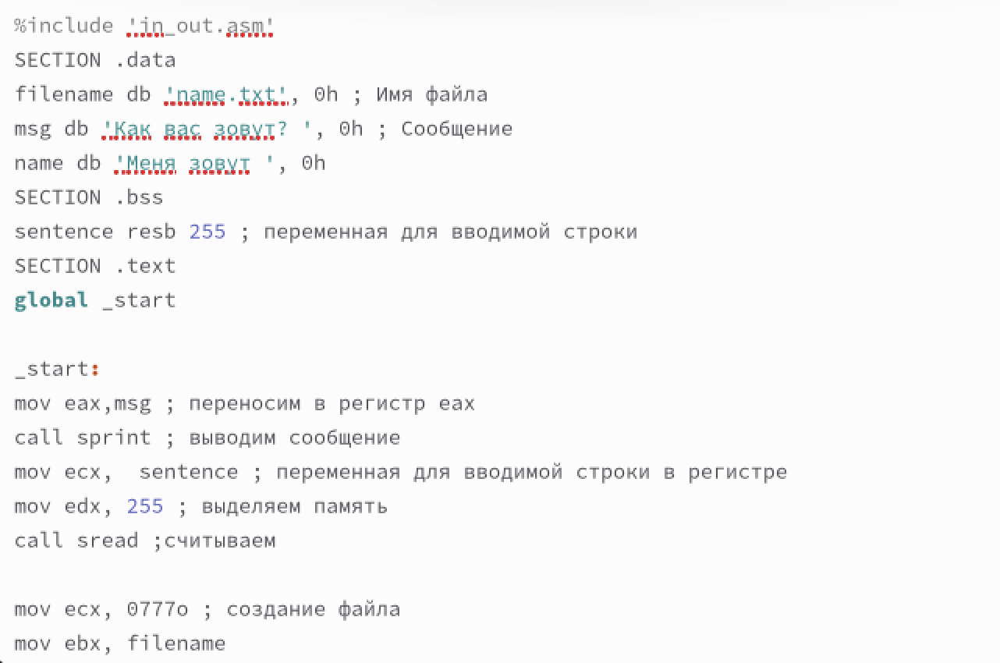 %include 'in_out.asm'
SECTION .data
filename db 'name.txt', 0h ; Имя файла
msg db 'Как вас зовут? ', 0h ; Сообщение
name db 'Меня зовут ', 0h
SECTION .bss
sentence resb 255 ; переменная для вводимой строки
SECTION .text
global _start

_start:
mov eax,msg ; переносим в регистр eax
call sprint ; выводим сообщение
mov ecx,  sentence ; переменная для вводимой строки в регистре
mov edx, 255 ; выделяем память
call sread ;считываем

mov ecx, 0777o ; создание файла
mov ebx, filename